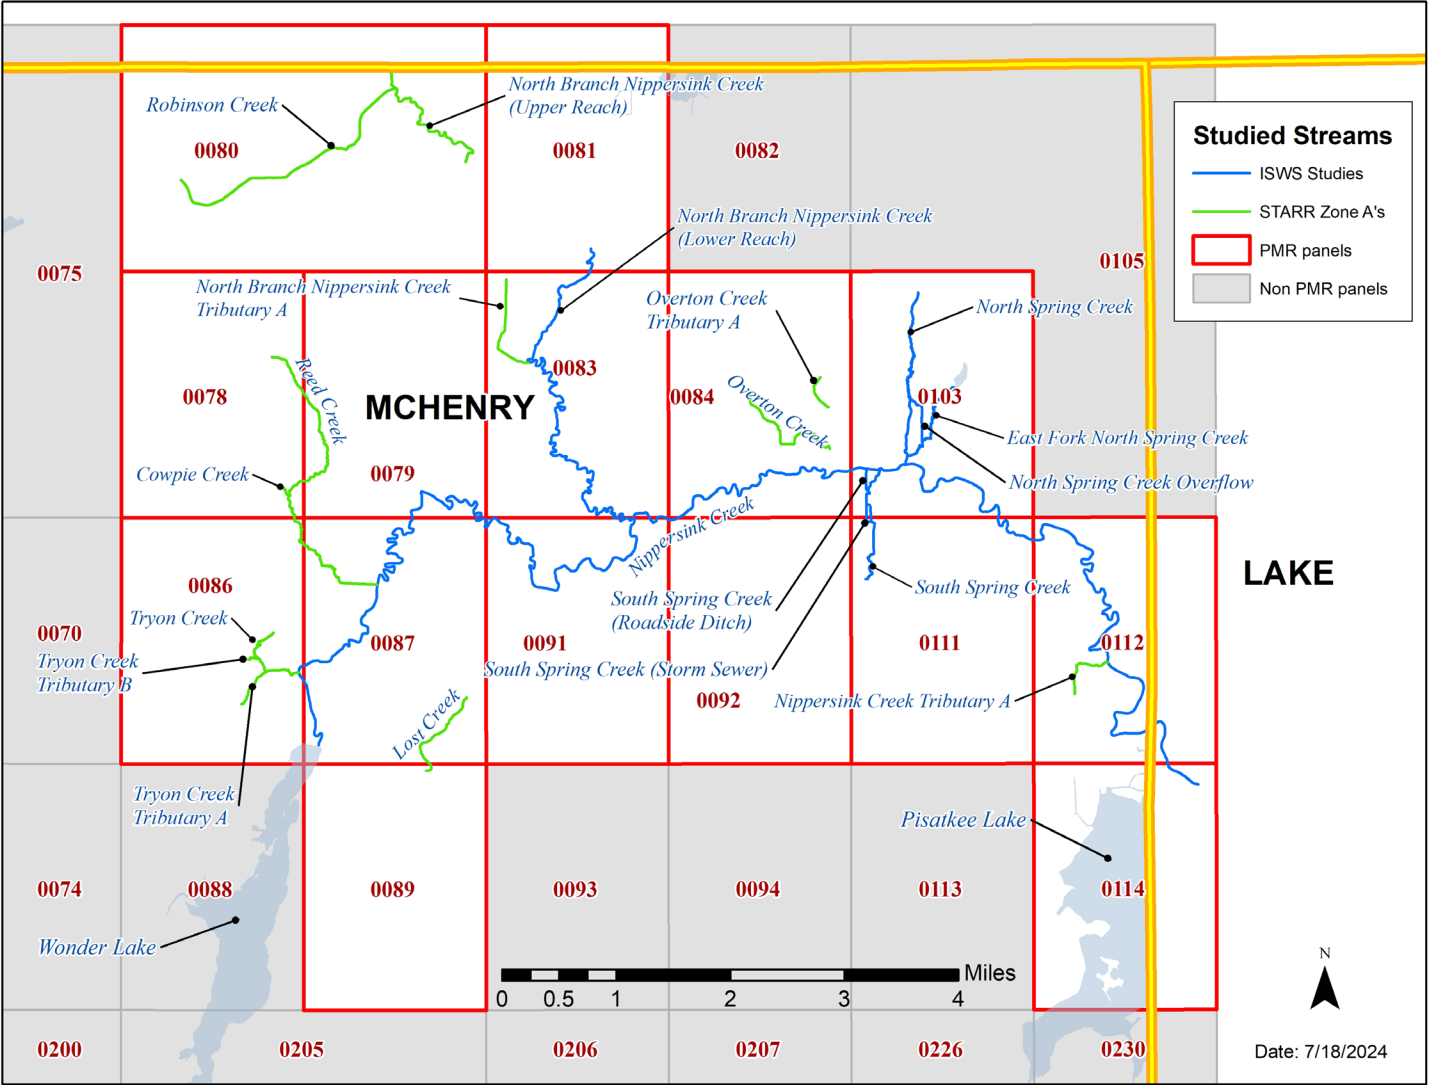 North Branch Nippersink Creek
(Upper Reach)
Robinson Creek
0080
0081
0082
Studied Streams
ISWS Studies
STARR Zone A's
PMR panels
Non PMR panels
North Branch Nippersink Creek
(Lower Reach)
0075
0105
North Branch Nippersink Creek
Tributary A
Overton Creek
Tributary A
North Spring Creek
Reed Creek
0083
0078
MCHENRY
0084
Overton Creek
0103
East Fork North Spring Creek
Cowpie Creek
0079
North Spring Creek Overflow
Nippersink Creek
LAKE
0086
South Spring Creek
South Spring Creek
(Roadside Ditch)
Tryon Creek
0070
0087
0091
0111
0112
Tryon Creek
Tributary B
South Spring Creek (Storm Sewer)
0092
Nippersink Creek Tributary A
Lost Creek
Tryon Creek
Tributary A
Pisatkee Lake
0074
0088
0089
0093
0094
0113
0114
Wonder Lake
Miles
0 0.5 1 2 3 4
N
0200
0205
0206
0207
0226
0230
Date: 7/18/2024